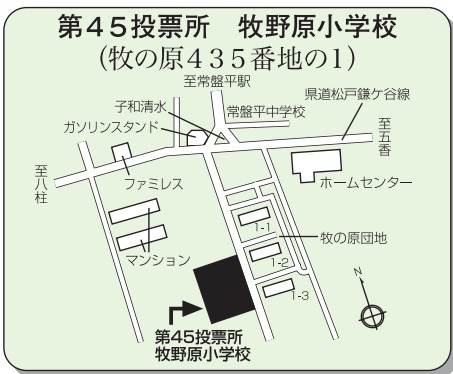 第45投票所　牧野原小学校
(牧の原435番地の1)
至常盤平駅
子和清水
県道松戸鎌ケ谷線
常盤平中学校
ガソリンスタンド
至五香
至八柱
ファミレス
ホームセンター
1-1
牧の原団地
1-2
マンション
1-3
N
第45投票所
牧野原小学校